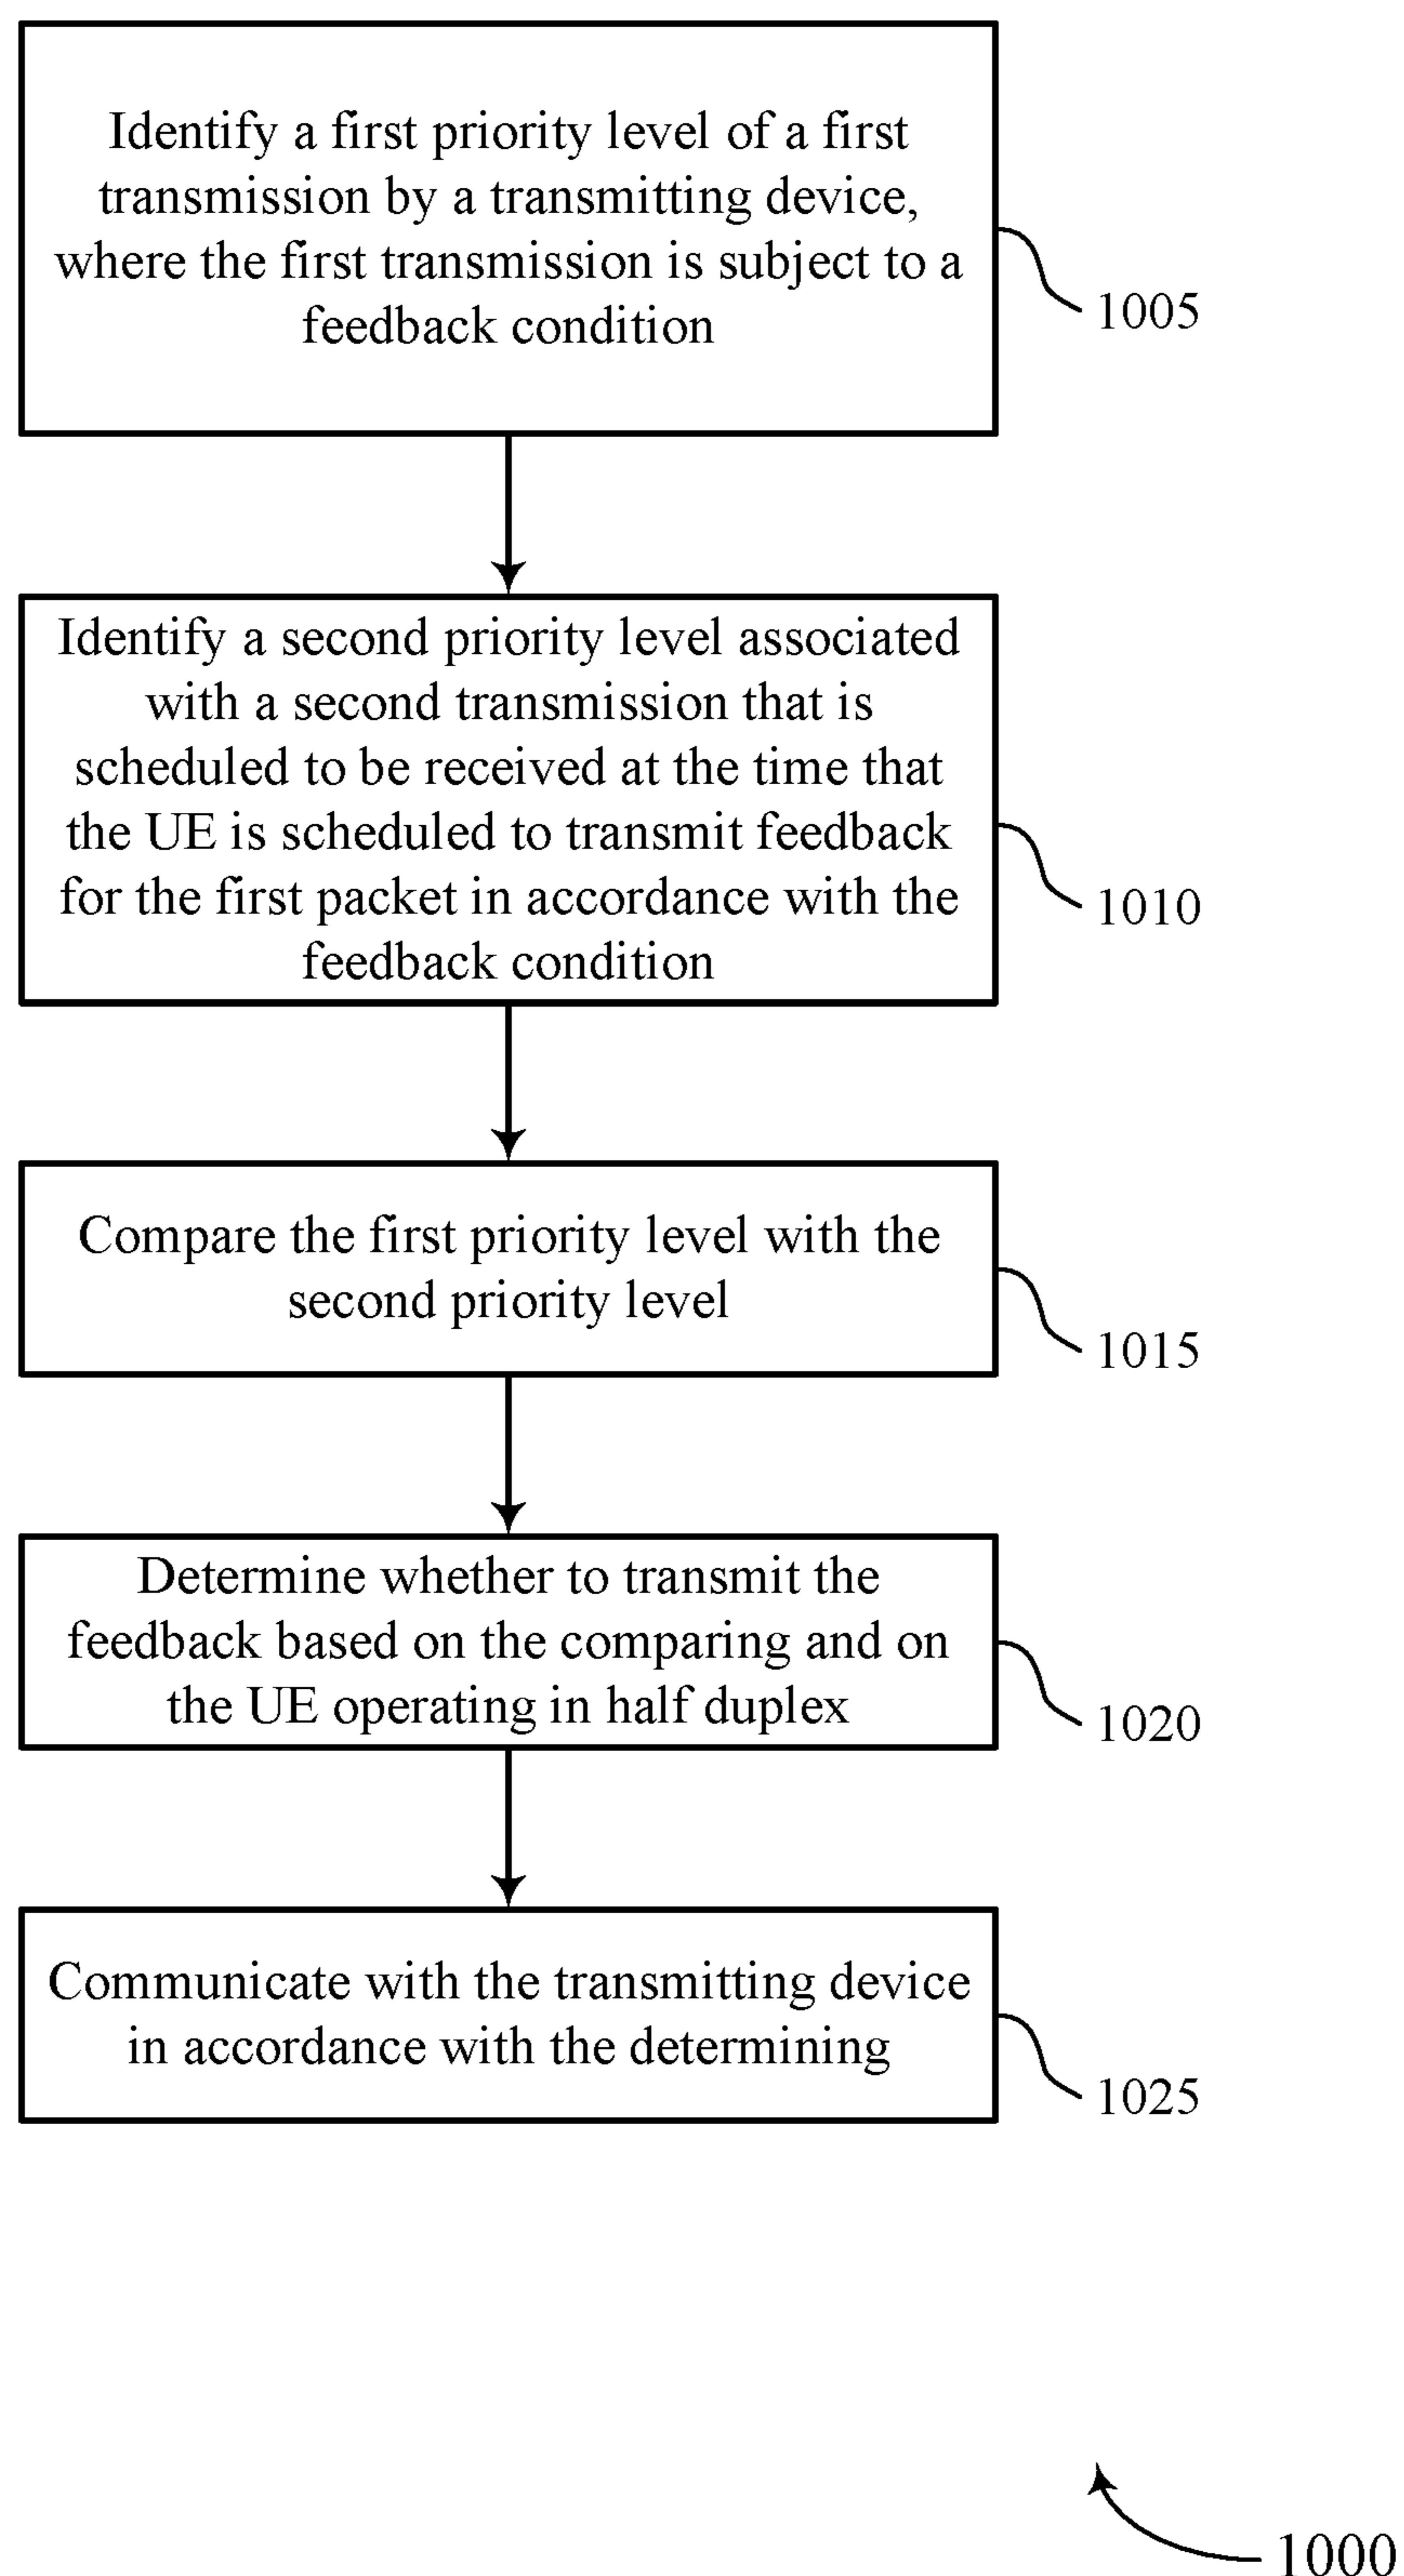 Identify a first priority level of a first
transmission by a transmitting device,
where the first transmission is subject to a
feedback condition
1005
Identify a second priority level associated
with a second transmission that is
scheduled to be received at the time that
the UE is scheduled to transmit feedback
for the first packet in accordance with the
feedback condition
1010
Compare the first priority level with the
second priority level
1015
Determine whether to transmit the
feedback based on the comparing and on
the UE operating in half duplex
1020
Communicate with the transmitting device
in accordance with the determining
1025
1000